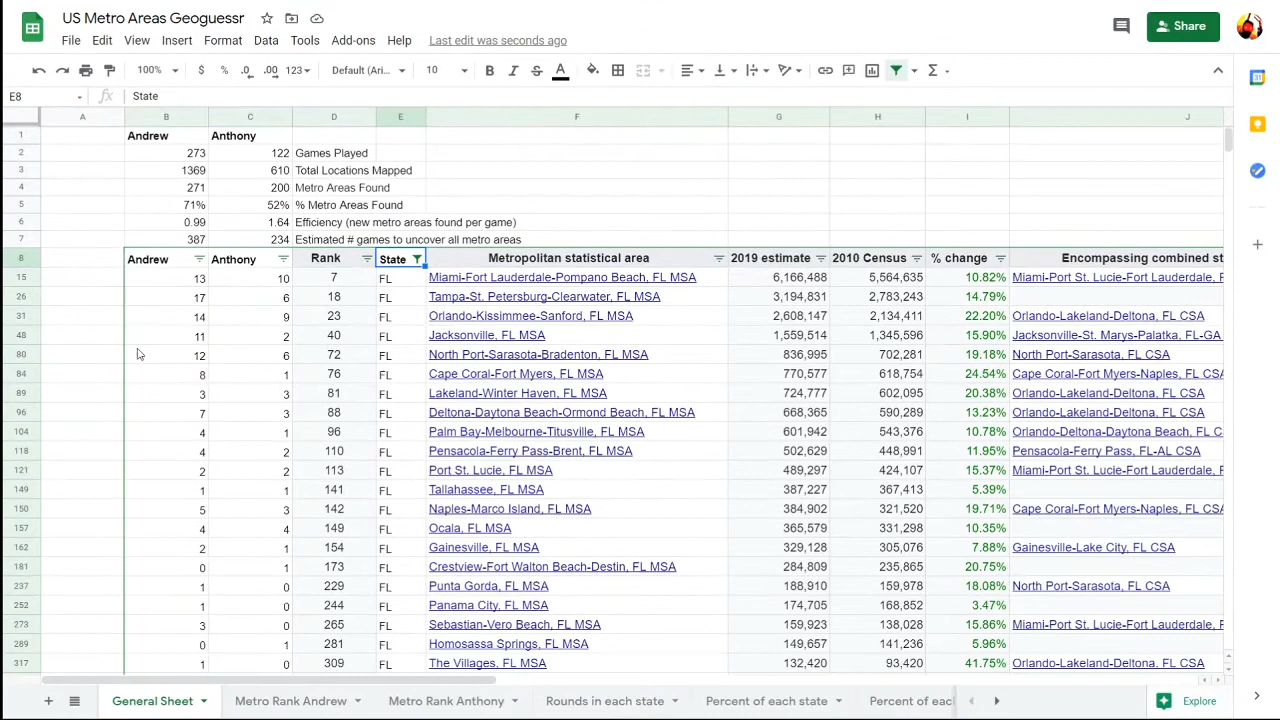 US Metro Areas Geoguessr
File Edit View Insert Format Data Tools Add-ons Help Last edit was seconds ago
Share
100% $ % .0 .00 123 Default (Ari... 10 B I S A
E8 fx State
A B C D E F G H I J
1 Andrew Anthony
2 273 122 Games Played
3 1369 610 Total Locations Mapped
4 271 200 Metro Areas Found
5 71% 52% % Metro Areas Found
6 0.99 1.64 Efficiency (new metro areas found per game)
7 387 234 Estimated # games to uncover all metro areas
8 Andrew Anthony Rank State Metropolitan statistical area 2019 estimate 2010 Census % change Encompassing combined st
15 13 10 7 FL Miami-Fort Lauderdale-Pompano Beach, FL MSA 6,166,488 5,564,635 10.82% Miami-Port St. Lucie-Fort Lauderdale, F
26 17 6 18 FL Tampa-St. Petersburg-Clearwater, FL MSA 3,194,831 2,783,243 14.79%
31 14 9 23 FL Orlando-Kissimmee-Sanford, FL MSA 2,608,147 2,134,411 22.20% Orlando-Lakeland-Deltona, FL CSA
48 11 2 40 FL Jacksonville, FL MSA 1,559,514 1,345,596 15.90% Jacksonville-St. Marys-Palatka, FL-GA
80 12 6 72 FL North Port-Sarasota-Bradenton, FL MSA 836,995 702,281 19.18% North Port-Sarasota, FL CSA
84 8 1 76 FL Cape Coral-Fort Myers, FL MSA 770,577 618,754 24.54% Cape Coral-Fort Myers-Naples, FL CSA
89 3 3 81 FL Lakeland-Winter Haven, FL MSA 724,777 602,095 20.38% Orlando-Lakeland-Deltona, FL CSA
96 7 3 88 FL Deltona-Daytona Beach-Ormond Beach, FL MSA 668,365 590,289 13.23% Orlando-Lakeland-Deltona, FL CSA
104 4 1 96 FL Palm Bay-Melbourne-Titusville, FL MSA 601,942 543,376 10.78% Orlando-Deltona-Daytona Beach, FL C
118 4 2 110 FL Pensacola-Ferry Pass-Brent, FL MSA 502,629 448,991 11.95% Pensacola-Ferry Pass, FL-AL CSA
121 2 2 113 FL Port St. Lucie, FL MSA 489,297 424,107 15.37% Miami-Port St. Lucie-Fort Lauderdale, F
149 1 1 141 FL Tallahassee, FL MSA 387,227 367,413 5.39%
150 5 3 142 FL Naples-Marco Island, FL MSA 384,902 321,520 19.71% Cape Coral-Fort Myers-Naples, FL CSA
157 4 4 149 FL Ocala, FL MSA 365,579 331,298 10.35%
162 2 1 154 FL Gainesville, FL MSA 329,128 305,076 7.88% Gainesville-Lake City, FL CSA
181 0 1 173 FL Crestview-Fort Walton Beach-Destin, FL MSA 284,809 235,865 20.75%
237 1 0 229 FL Punta Gorda, FL MSA 188,910 159,978 18.08% North Port-Sarasota, FL CSA
252 1 0 244 FL Panama City, FL MSA 174,705 168,852 3.47%
273 3 0 265 FL Sebastian-Vero Beach, FL MSA 159,923 138,028 15.86% Miami-Port St. Lucie-Fort Lauderdale, F
289 0 1 281 FL Homosassa Springs, FL MSA 149,657 141,236 5.96%
317 1 0 309 FL The Villages, FL MSA 132,420 93,420 41.75% Orlando-Lakeland-Deltona, FL CSA
General Sheet Metro Rank Andrew Metro Rank Anthony Rounds in each state Percent of each state Percent of eac Explore